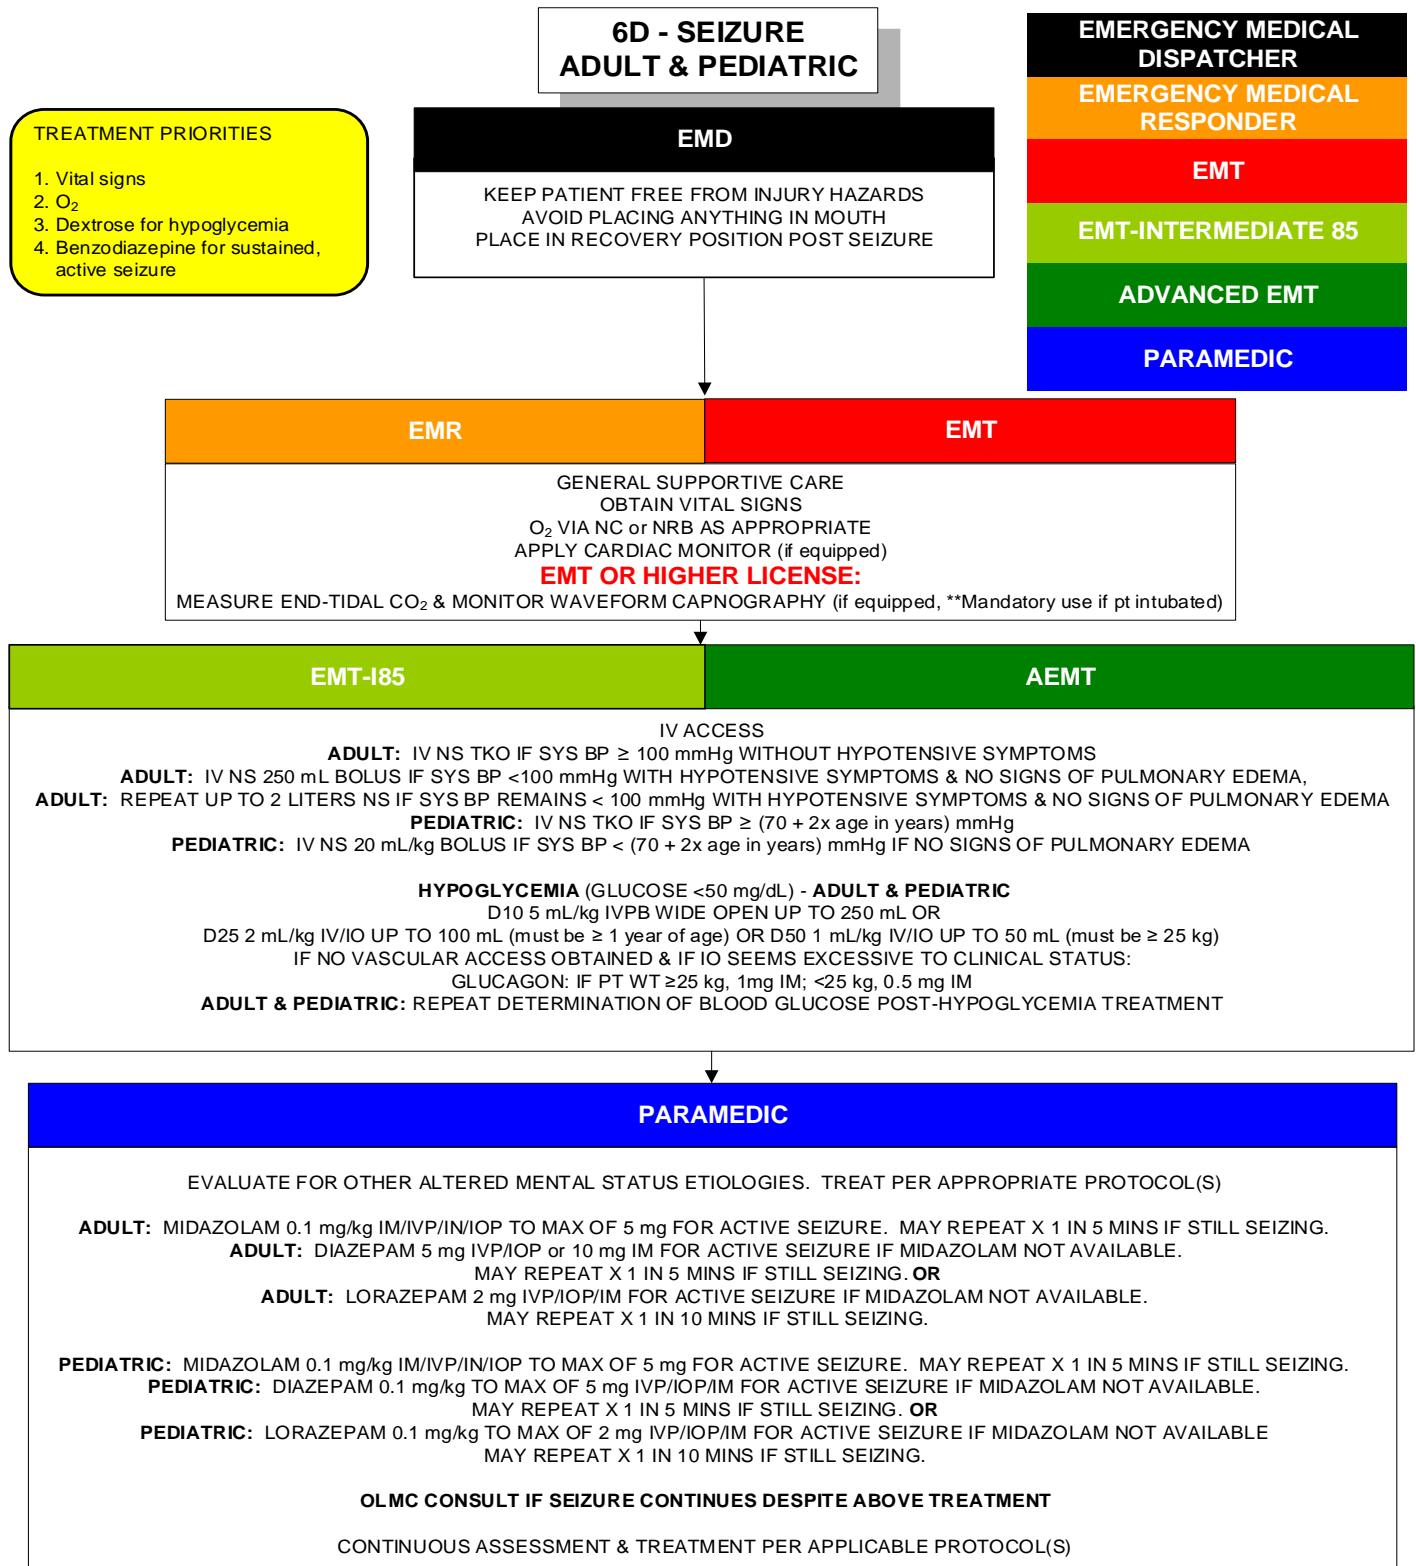 6D - SEIZURE
ADULT & PEDIATRIC
EMERGENCY MEDICAL
DISPATCHER
EMERGENCY MEDICAL
RESPONDER
EMT
EMT-INTERMEDIATE 85
ADVANCED EMT
PARAMEDIC
TREATMENT PRIORITIES
1. Vital signs
2. O₂
3. Dextrose for hypoglycemia
4. Benzodiazepine for sustained,
active seizure
EMD
KEEP PATIENT FREE FROM INJURY HAZARDS
AVOID PLACING ANYTHING IN MOUTH
PLACE IN RECOVERY POSITION POST SEIZURE
EMR
EMT
GENERAL SUPPORTIVE CARE
OBTAIN VITAL SIGNS
O₂ VIA NC or NRB AS APPROPRIATE
APPLY CARDIAC MONITOR (if equipped)
EMT OR HIGHER LICENSE:
MEASURE END-TIDAL CO₂ & MONITOR WAVEFORM CAPNOGRAPHY (if equipped, **Mandatory use if pt intubated)
EMT-I85
AEMT
IV ACCESS
ADULT: IV NS TKO IF SYS BP ≥ 100 mmHg WITHOUT HYPOTENSIVE SYMPTOMS
ADULT: IV NS 250 mL BOLUS IF SYS BP <100 mmHg WITH HYPOTENSIVE SYMPTOMS & NO SIGNS OF PULMONARY EDEMA,
ADULT: REPEAT UP TO 2 LITERS NS IF SYS BP REMAINS < 100 mmHg WITH HYPOTENSIVE SYMPTOMS & NO SIGNS OF PULMONARY EDEMA
PEDIATRIC: IV NS TKO IF SYS BP ≥ (70 + 2x age in years) mmHg
PEDIATRIC: IV NS 20 mL/kg BOLUS IF SYS BP < (70 + 2x age in years) mmHg IF NO SIGNS OF PULMONARY EDEMA
HYPOGLYCEMIA (GLUCOSE <50 mg/dL) - ADULT & PEDIATRIC
D10 5 mL/kg IVPB WIDE OPEN UP TO 250 mL OR
D25 2 mL/kg IV/IO UP TO 100 mL (must be ≥ 1 year of age) OR D50 1 mL/kg IV/IO UP TO 50 mL (must be ≥ 25 kg)
IF NO VASCULAR ACCESS OBTAINED & IF IO SEEMS EXCESSIVE TO CLINICAL STATUS:
GLUCAGON: IF PT WT ≥25 kg, 1mg IM; <25 kg, 0.5 mg IM
ADULT & PEDIATRIC: REPEAT DETERMINATION OF BLOOD GLUCOSE POST-HYPOGLYCEMIA TREATMENT
PARAMEDIC
EVALUATE FOR OTHER ALTERED MENTAL STATUS ETIOLOGIES. TREAT PER APPROPRIATE PROTOCOL(S)
ADULT: MIDAZOLAM 0.1 mg/kg IM/IVP/IN/IOP TO MAX OF 5 mg FOR ACTIVE SEIZURE. MAY REPEAT X 1 IN 5 MINS IF STILL SEIZING.
ADULT: DIAZEPAM 5 mg IVP/IOP or 10 mg IM FOR ACTIVE SEIZURE IF MIDAZOLAM NOT AVAILABLE.
MAY REPEAT X 1 IN 5 MINS IF STILL SEIZING. OR
ADULT: LORAZEPAM 2 mg IVP/IOP/IM FOR ACTIVE SEIZURE IF MIDAZOLAM NOT AVAILABLE.
MAY REPEAT X 1 IN 10 MINS IF STILL SEIZING.
PEDIATRIC: MIDAZOLAM 0.1 mg/kg IM/IVP/IN/IOP TO MAX OF 5 mg FOR ACTIVE SEIZURE. MAY REPEAT X 1 IN 5 MINS IF STILL SEIZING.
PEDIATRIC: DIAZEPAM 0.1 mg/kg TO MAX OF 5 mg IVP/IOP/IM FOR ACTIVE SEIZURE IF MIDAZOLAM NOT AVAILABLE.
MAY REPEAT X 1 IN 5 MINS IF STILL SEIZING. OR
PEDIATRIC: LORAZEPAM 0.1 mg/kg TO MAX OF 2 mg IVP/IOP/IM FOR ACTIVE SEIZURE IF MIDAZOLAM NOT AVAILABLE
MAY REPEAT X 1 IN 10 MINS IF STILL SEIZING.
OLMC CONSULT IF SEIZURE CONTINUES DESPITE ABOVE TREATMENT
CONTINUOUS ASSESSMENT & TREATMENT PER APPLICABLE PROTOCOL(S)